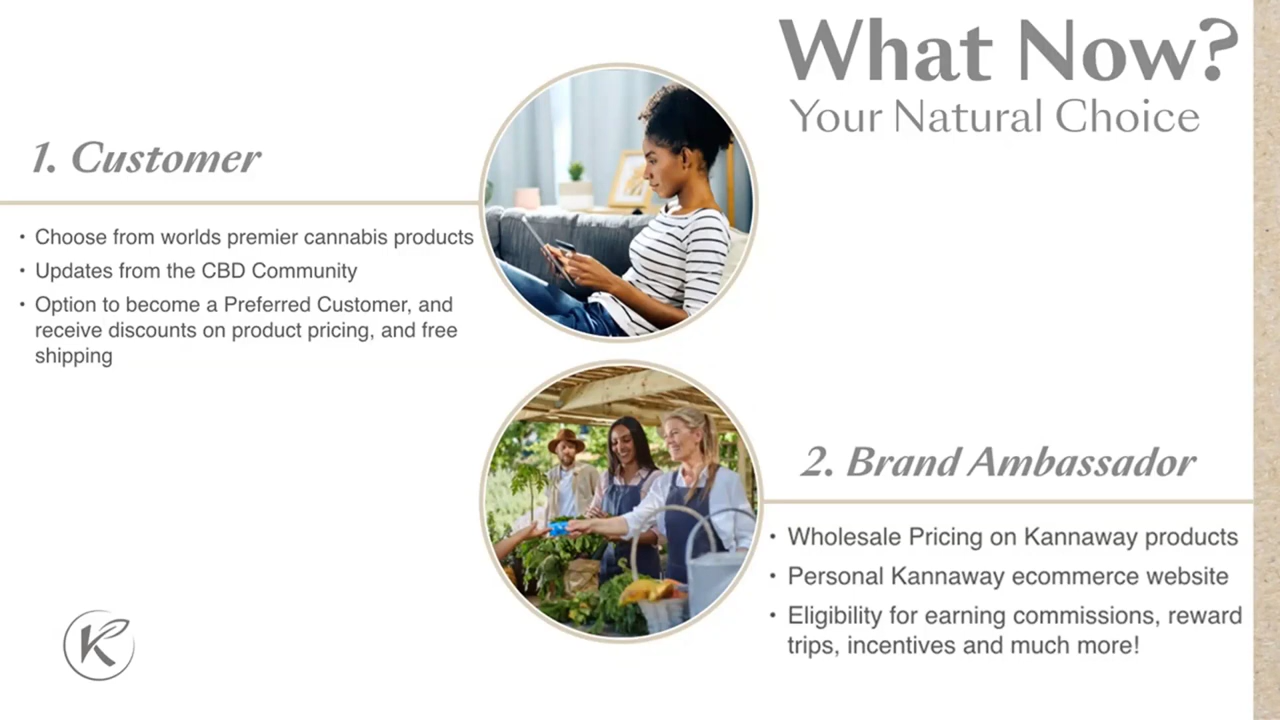 What Now?
Your Natural Choice
1. Customer
• Choose from worlds premier cannabis products
• Updates from the CBD Community
• Option to become a Preferred Customer, and
receive discounts on product pricing, and free
shipping
2. Brand Ambassador
• Wholesale Pricing on Kannaway products
• Personal Kannaway ecommerce website
• Eligibility for earning commissions, reward
trips, incentives and much more!
K